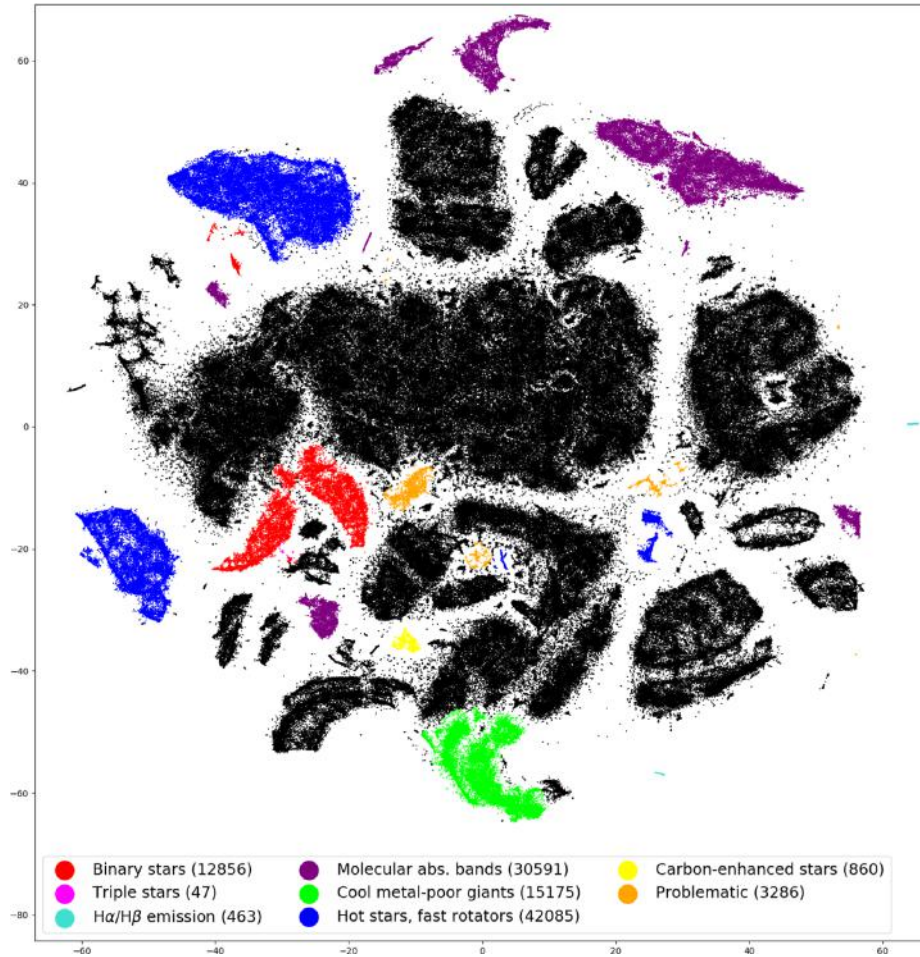 60
40
20
0
−20
−40
−60
−80
Binary stars (12856)
Triple stars (47)
Hα/Hβ emission (463)
Molecular abs. bands (30591)
Cool metal-poor giants (15175)
Hot stars, fast rotators (42085)
Carbon-enhanced stars (860)
Problematic (3286)
−60 −40 −20 0 20 40 60